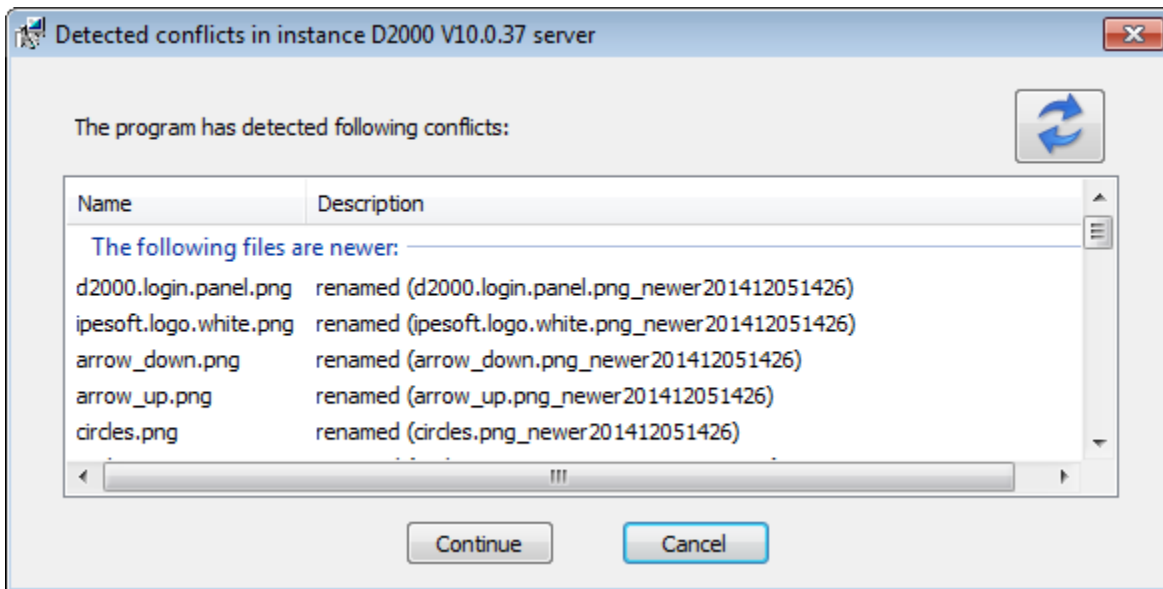 Detected conflicts in instance D2000 V10.0.37 server
The program has detected following conflicts:
Name Description
The following files are newer:
d2000.login.panel.png renamed (d2000.login.panel.png_newer201412051426)
ipesoft.logo.white.png renamed (ipesoft.logo.white.png_newer201412051426)
arrow_down.png renamed (arrow_down.png_newer201412051426)
arrow_up.png renamed (arrow_up.png_newer201412051426)
circles.png renamed (circles.png_newer201412051426)
Continue Cancel